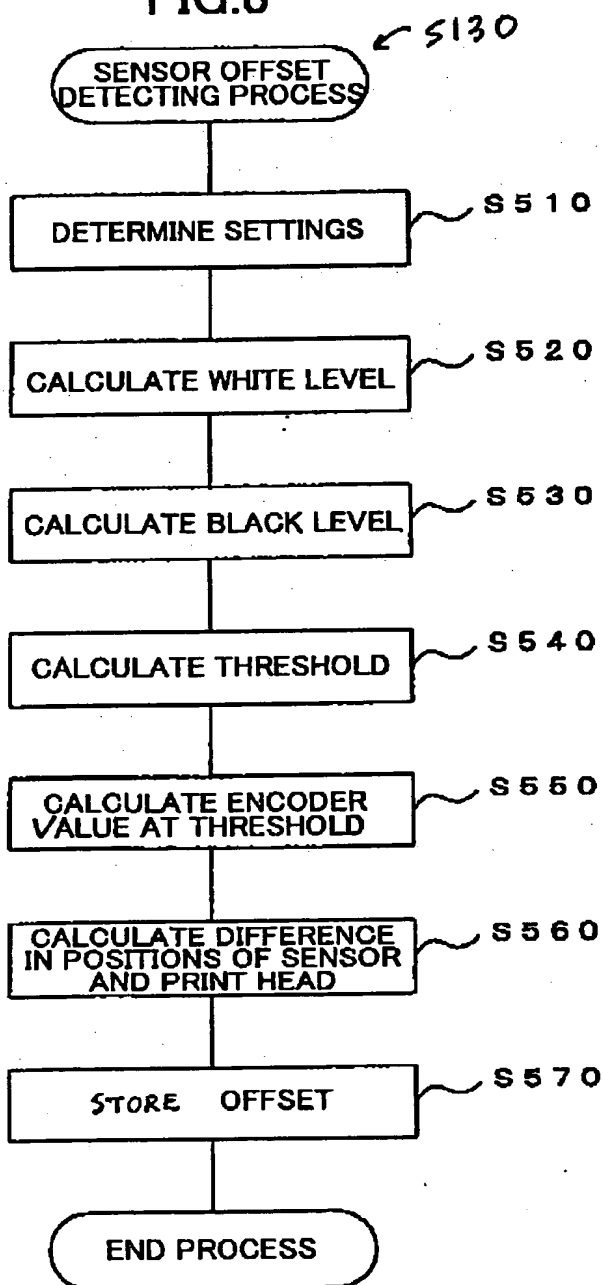 S130
SENSOR OFFSET
DETECTING PROCESS
DETERMINE SETTINGS
S510
CALCULATE WHITE LEVEL
S520
CALCULATE BLACK LEVEL
S530
CALCULATE THRESHOLD
S540
CALCULATE ENCODER
VALUE AT THRESHOLD
S550
CALCULATE DIFFERENCE
IN POSITIONS OF SENSOR
AND PRINT HEAD
S560
STORE OFFSET
S570
END PROCESS